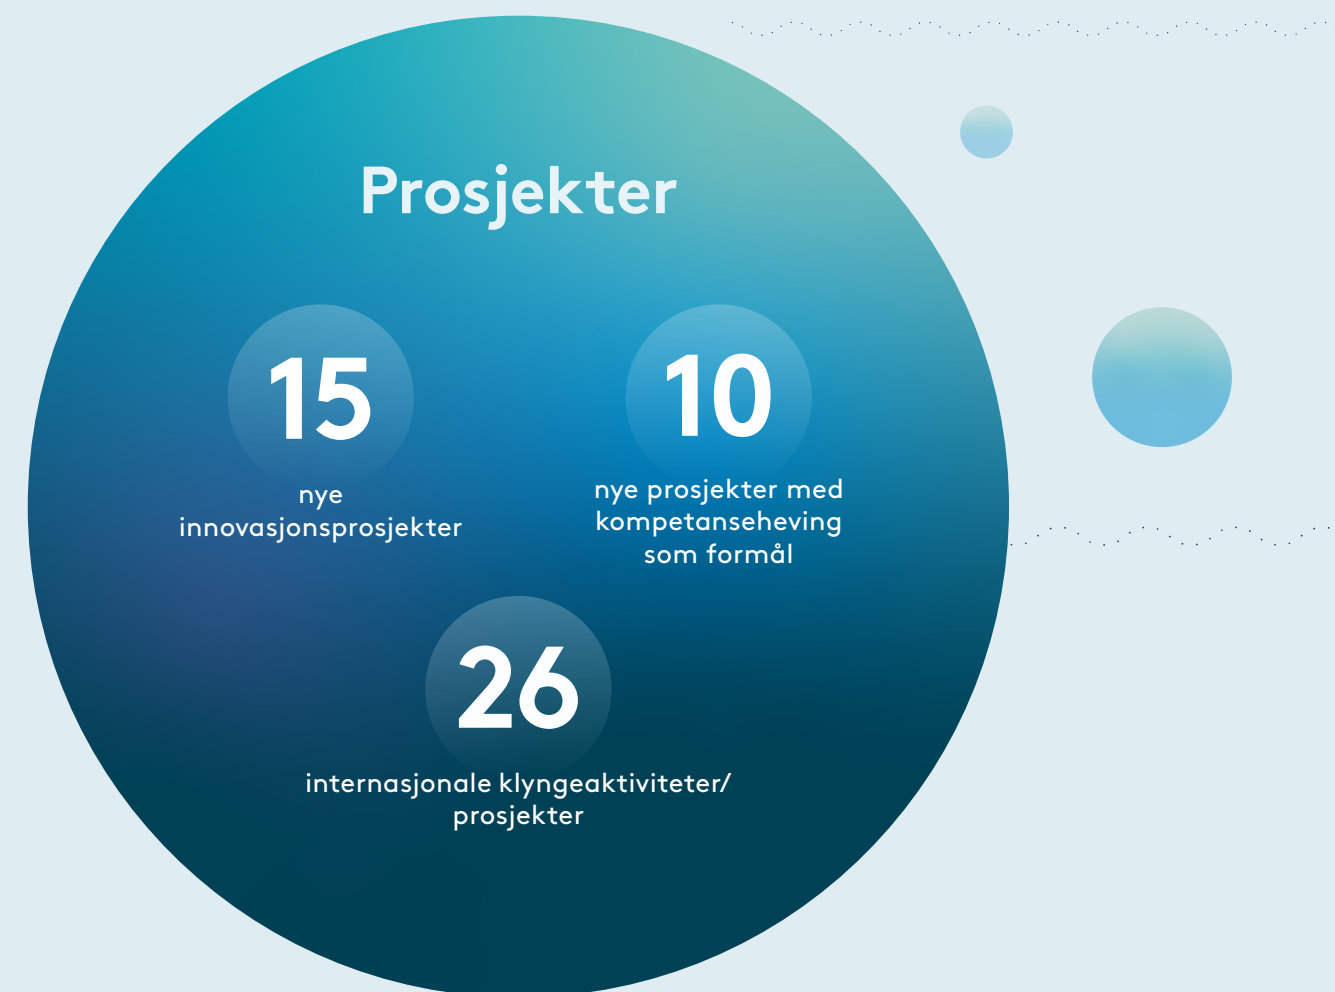 Prosjekter
15
nye
innovasjonsprosjekter
10
nye prosjekter med
kompetanseheving
som formål
26
internasjonale klyngeaktiviteter/
prosjekter